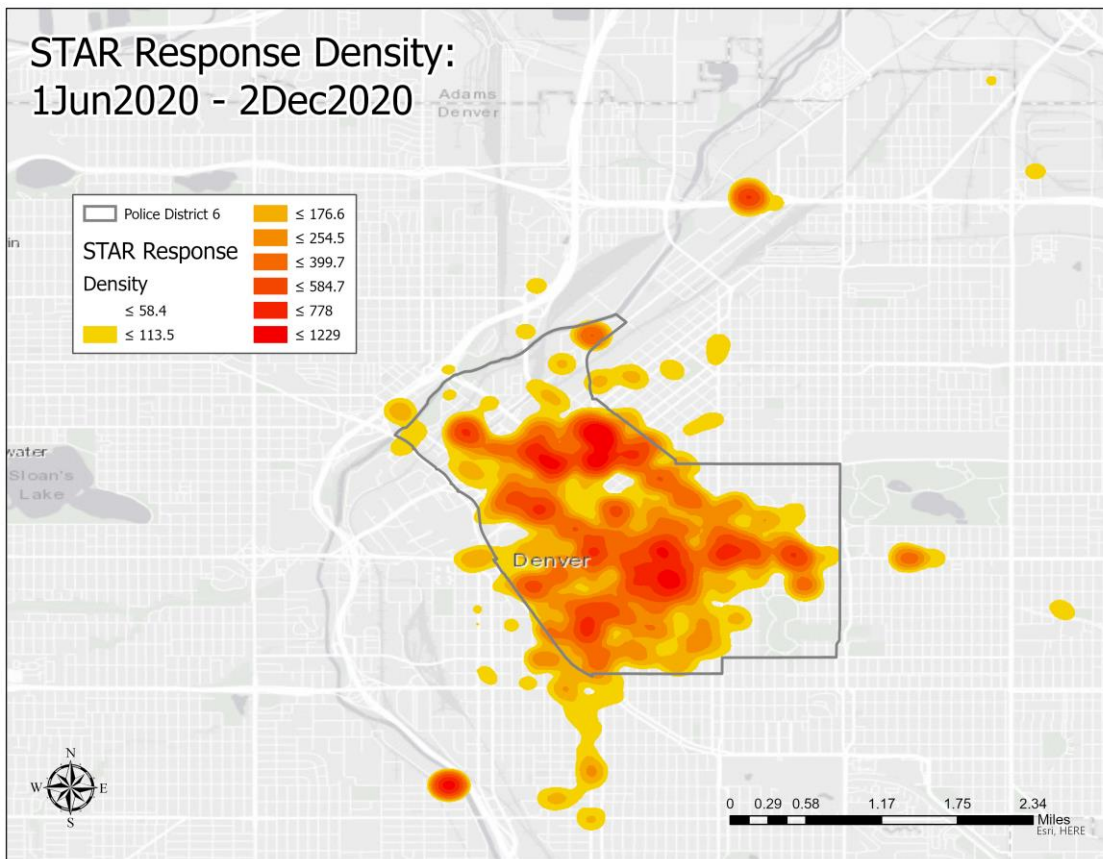 STAR Response Density:
1Jun2020 - 2Dec2020
Adams
Denver
Police District 6
STAR Response
Density
≤ 58.4
≤ 113.5
≤ 176.6
≤ 254.5
≤ 399.7
≤ 584.7
≤ 778
≤ 1229
in
water
Sloan's
Lake
Denver
N
W E
S
0 0.29 0.58 1.17 1.75 2.34
Miles
Esri, HERE